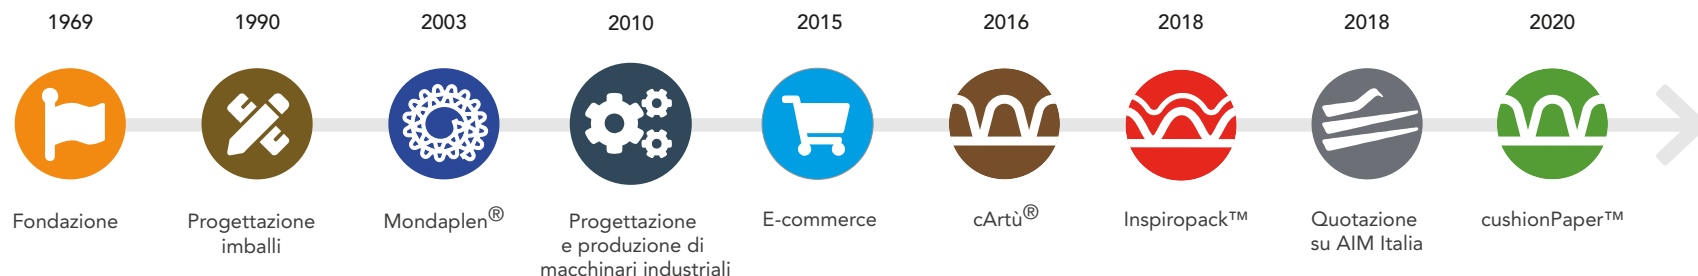 1969
1990
2003
2010
2015
2016
2018
2018
2020
Fondazione
Progettazione
imballi
Mondaplen®
Progettazione
e produzione di
macchinari industriali
E-commerce
cArtù®
Inspiropack™
Quotazione
su AIM Italia
cushionPaper™